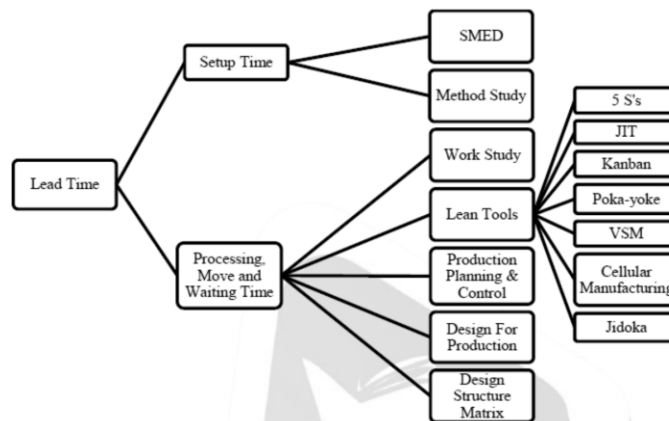 Lead Time
Setup Time
Processing,
Move and
Waiting Time
SMED
Method Study
Work Study
Lean Tools
Production
Planning &
Control
Design For
Production
Design
Structure
Matrix
5 S's
JIT
Kanban
Poka-yoke
VSM
Cellular
Manufacturing
Jidoka